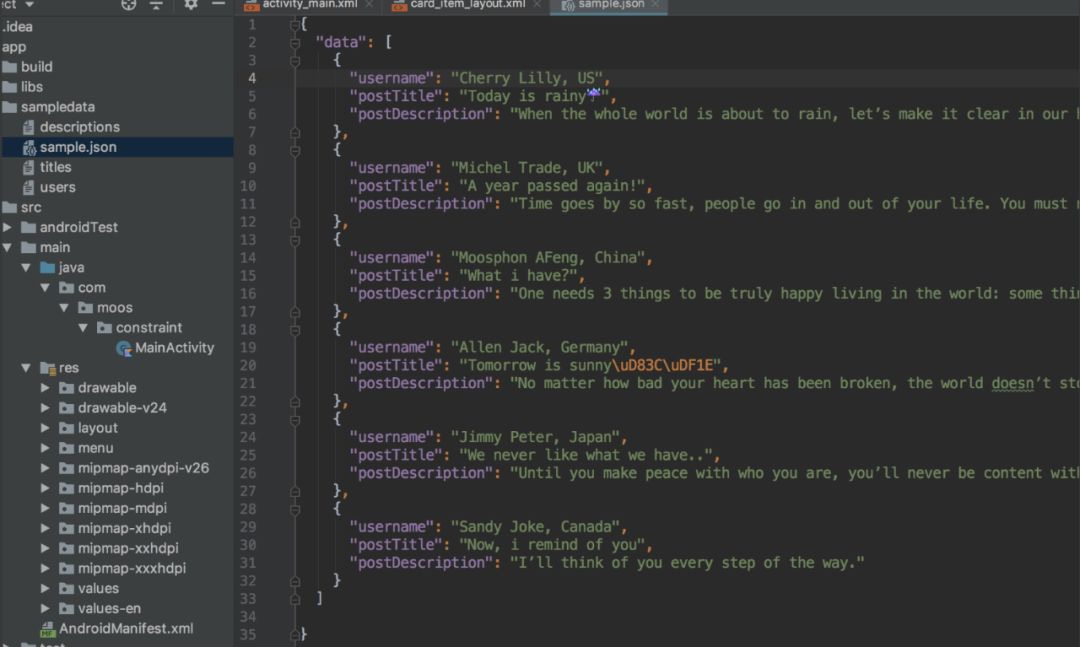 activity_main.xml card_item_layout.xml sample.json
.idea
app
build
libs
sampledata
descriptions
sample.json
titles
users
src
androidTest
main
java
com
moos
constraint
MainActivity
res
drawable
drawable-v24
layout
menu
mipmap-anydpi-v26
mipmap-hdpi
mipmap-mdpi
mipmap-xhdpi
mipmap-xxhdpi
mipmap-xxxhdpi
values
values-en
AndroidManifest.xml
1 {
2 "data": [
3 {
4 "username": "Cherry Lilly, US",
5 "postTitle": "Today is rainy☔",
6 "postDescription": "When the whole world is about to rain, let’s make it clear in our
7 },
8 {
9 "username": "Michel Trade, UK",
10 "postTitle": "A year passed again!",
11 "postDescription": "Time goes by so fast, people go in and out of your life. You must
12 },
13 {
14 "username": "Moosphon AFeng, China",
15 "postTitle": "What i have?",
16 "postDescription": "One needs 3 things to be truly happy living in the world: some
17 },
18 {
19 "username": "Allen Jack, Germany",
20 "postTitle": "Tomorrow is sunny\uD83C\uDF1E",
21 "postDescription": "No matter how bad your heart has been broken, the world doesn’t
22 },
23 {
24 "username": "Jimmy Peter, Japan",
25 "postTitle": "We never like what we have..",
26 "postDescription": "Until you make peace with who you are, you’ll never be content
27 },
28 {
29 "username": "Sandy Joke, Canada",
30 "postTitle": "Now, i remind of you",
31 "postDescription": "I’ll think of you every step of the way."
32 }
33 ]
34
35 }